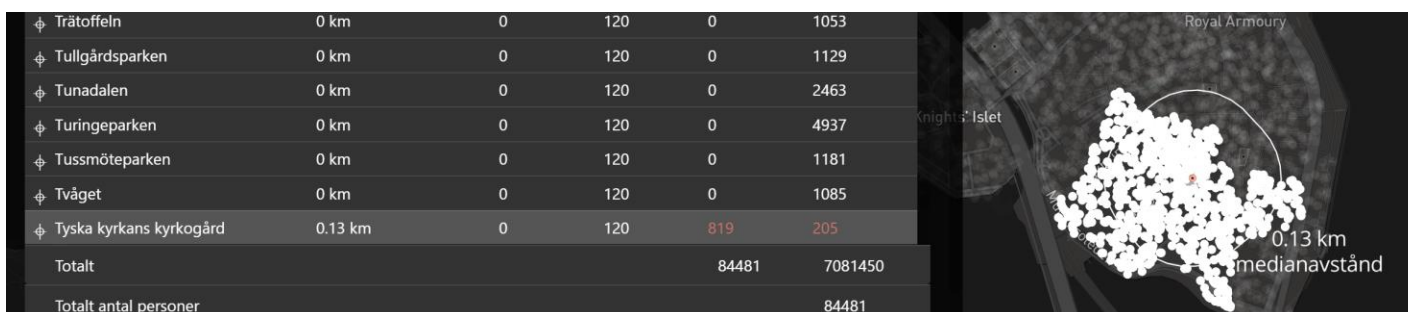 Trätoffeln 0 km 0 120 0 1053
Tullgårdsparken 0 km 0 120 0 1129
Tunadalen 0 km 0 120 0 2463
Turingeparken 0 km 0 120 0 4937
Tussmöteparken 0 km 0 120 0 1181
Tvåget 0 km 0 120 0 1085
Tyska kyrkans kyrkogård 0.13 km 0 120 819 205
Totalt 84481 7081450
Totalt antal personer 84481
Royal Armoury
Knights' Islet
0.13 km
medianavstånd